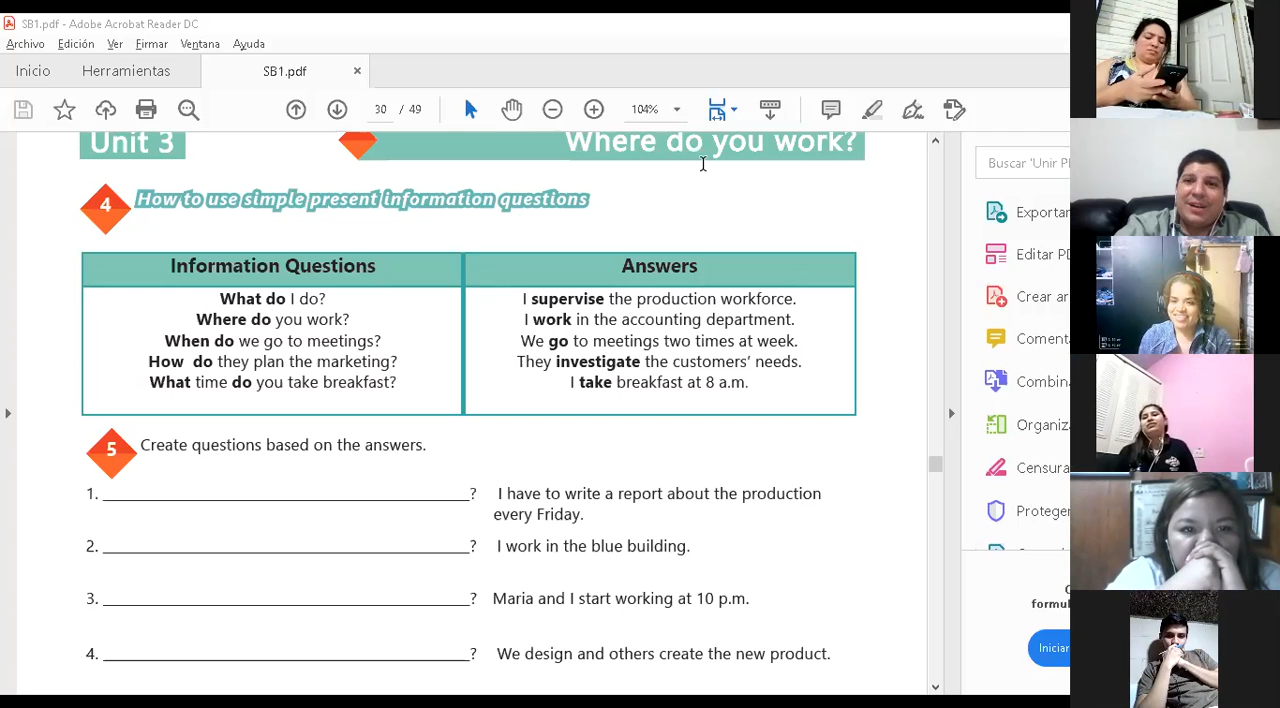 SB1.pdf - Adobe Acrobat Reader DC
Archivo Edición Ver Firmar Ventana Ayuda
Inicio Herramientas SB1.pdf ×
30 / 49 104%
Unit 3 Where do you work?
Buscar 'Unir P
4 How to use simple present information questions
Information Questions Answers
What do I do? I supervise the production workforce.
Where do you work? I work in the accounting department.
When do we go to meetings? We go to meetings two times at week.
How do they plan the marketing? They investigate the customers' needs.
What time do you take breakfast? I take breakfast at 8 a.m.
5 Create questions based on the answers.
1. ? I have to write a report about the production
every Friday.
2. ? I work in the blue building.
3. ? Maria and I start working at 10 p.m.
4. ? We design and others create the new product.
Exportar
Editar PD
Crear ar
Coment
Combin
Organiz
Censura
Proteger
formu
Iniciar